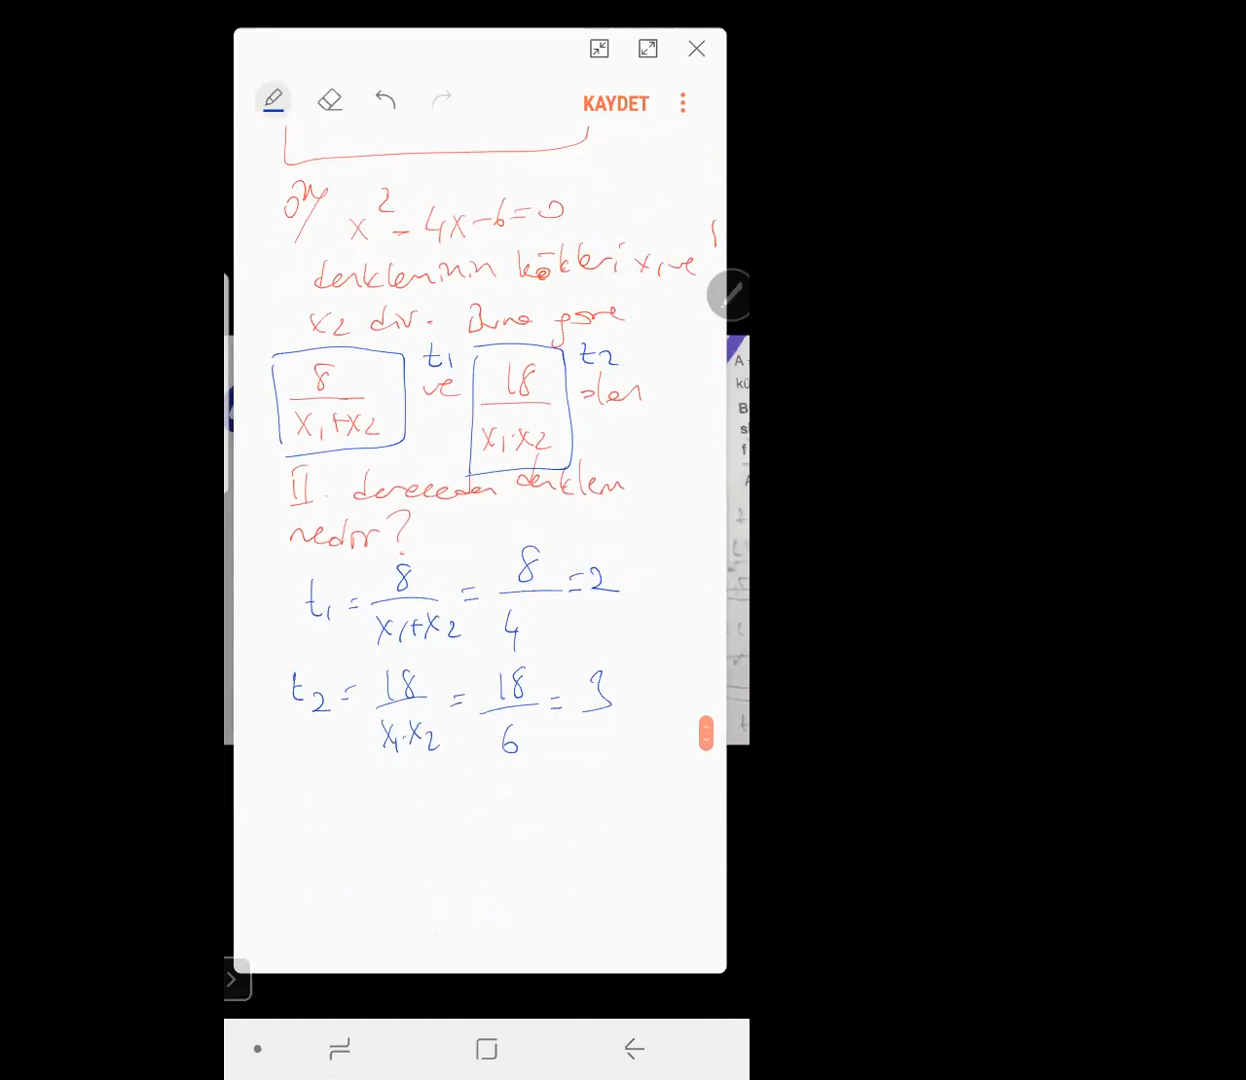 KAYDET
ör/ x² - 4x - 6 = 0
denkleminin kökleri x₁ ve
x₂ dir. Buna göre
t₁ t₂
8/(x₁+x₂) ve 18/(x₁.x₂) olan
II. dereceden denklem
nedir?
t₁ = 8/(x₁+x₂) = 8/4 = 2
t₂ = 18/(x₁.x₂) = 18/6 = 3
A
kü
B
s
f